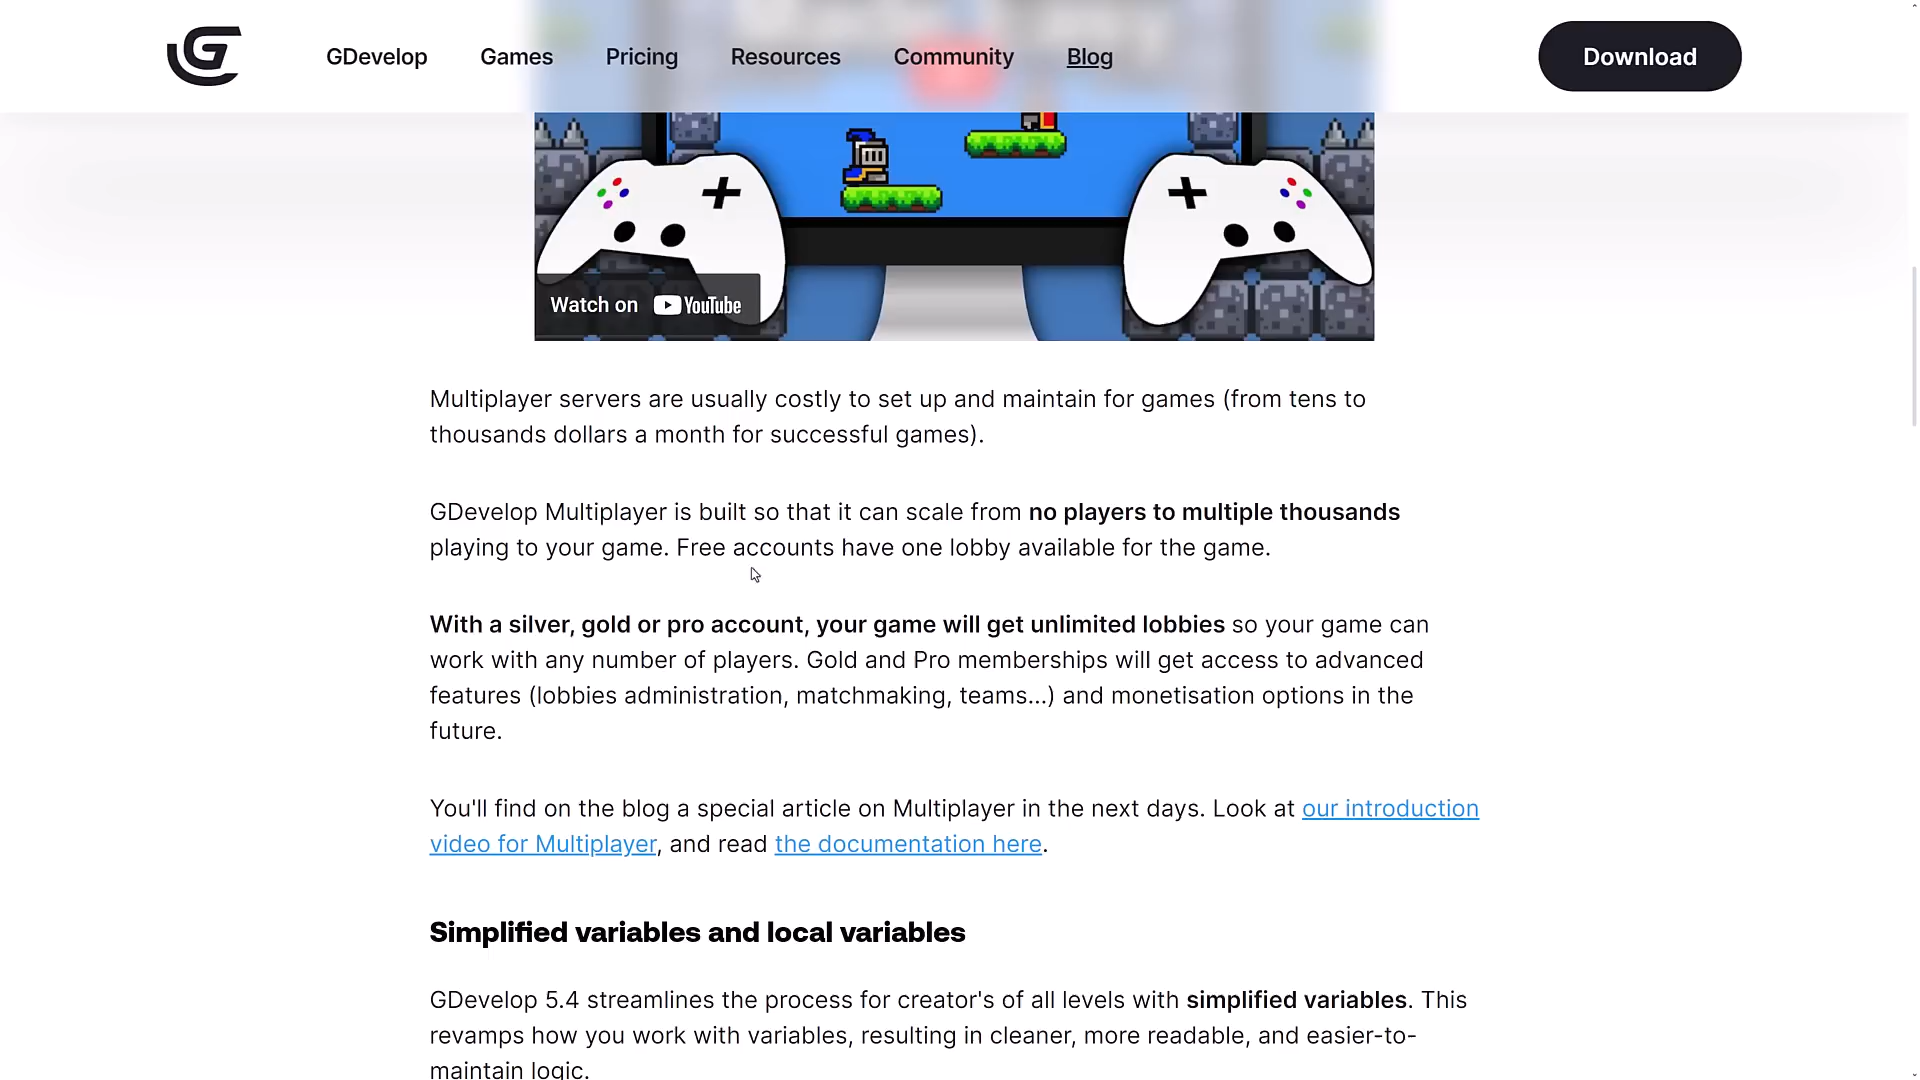 GDevelop Games Pricing Resources Community Blog Download
Watch on YouTube
Multiplayer servers are usually costly to set up and maintain for games (from tens to
thousands dollars a month for successful games).
GDevelop Multiplayer is built so that it can scale from no players to multiple thousands
playing to your game. Free accounts have one lobby available for the game.
With a silver, gold or pro account, your game will get unlimited lobbies so your game can
work with any number of players. Gold and Pro memberships will get access to advanced
features (lobbies administration, matchmaking, teams...) and monetisation options in the
future.
You'll find on the blog a special article on Multiplayer in the next days. Look at our introduction
video for Multiplayer, and read the documentation here.
Simplified variables and local variables
GDevelop 5.4 streamlines the process for creator's of all levels with simplified variables. This
revamps how you work with variables, resulting in cleaner, more readable, and easier-to-
maintain logic.